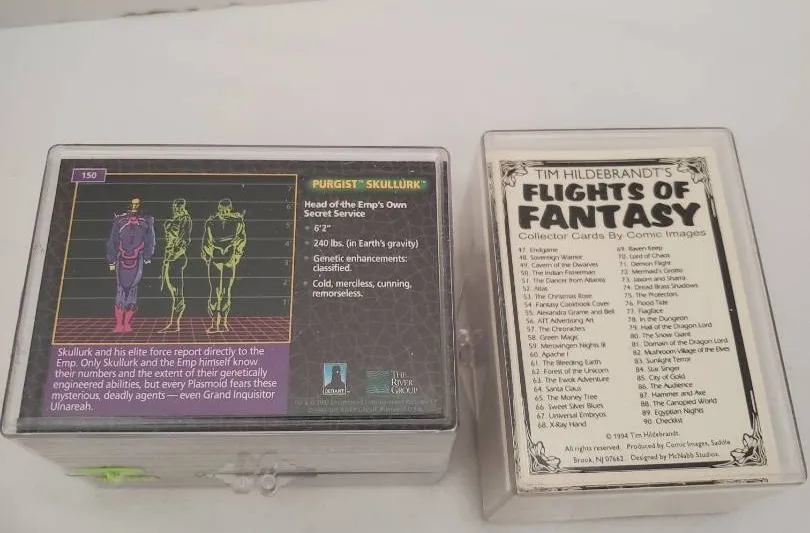 150
PURGIST™ SKULLURK™
Head of the Emp's Own
Secret Service
6'2"
240 lbs. (in Earth's gravity)
Genetic enhancements:
classified.
Cold, merciless, cunning,
remorseless.
7'
6'
5'
4'
3'
2'
1'
Skullurk and his elite force report directly to the
Emp. Only Skullurk and the Emp himself know
their numbers and the extent of their genetically
engineered abilities, but every Plasmoid fears these
mysterious, deadly agents — even Grand Inquisitor
Ulnareah.
DEFIANT
THE
RIVER
GROUP
TIM HILDEBRANDT'S
FLIGHTS OF
FANTASY
Collector Cards By Comic Images
47. Endgame
48. Sovereign Warrior
49. Cavern of the Dwarves
50. The Indian Fisherman
51. The Dancer from Atlantis
52. Atlas
53. The Christmas Rose
54. Fantasy Cookbook Cover
55. Alexandra Grame and Bell
56. ATT Advertising Art
57. The Chroniclers
58. Green Magic
59. Merovingen Nights III
60. Apache I
61. The Bleeding Earth
62. Forest of the Unicorn
63. The Ewok Adventure
64. Santa Claus
65. The Money Tree
66. Sweet Silver Blues
67. Universal Embryos
68. X-Ray Hand
69. Raven Keep
70. Lord of Chaos
71. Demon Flight
72. Mermaid's Grotto
73. Jason and Sharra
74. Dread Brass Shadows
75. The Protectors
76. Flood Tide
77. Flagface
78. In the Dungeon
79. Hall of the Dragon Lord
80. The Snow Giant
81. Domain of the Dragon Lord
82. Mushroom Village of the Elves
83. Sunlight Terror
84. Star Singer
85. City of Gold
86. The Audience
87. Hammer and Axe
88. The Canopied World
89. Egyptian Nights
90. Checklist
© 1994 Tim Hildebrandt.
All rights reserved. Produced by Comic Images, Saddle
Brook, NJ 07662. Designed by McNabb Studios.